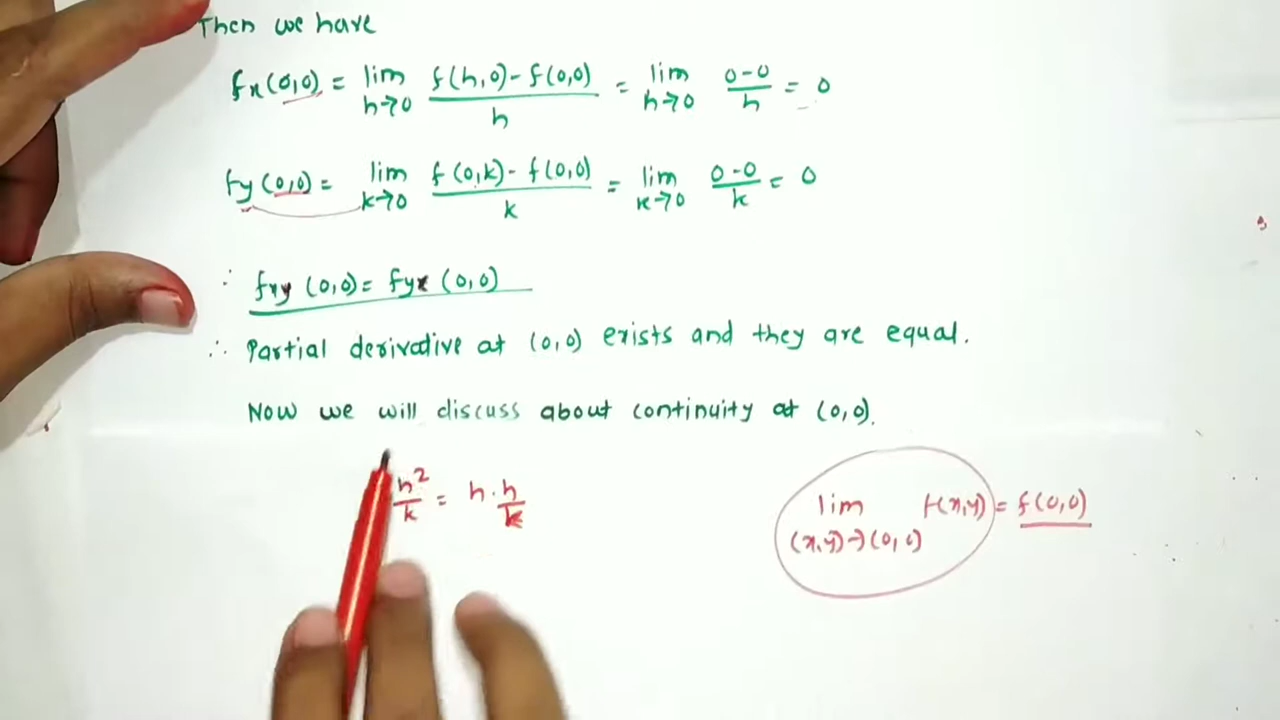 Then we have
fx(0,0) = lim h→0 f(h,0) - f(0,0) / h = lim h→0 0-0 / h = 0
fy(0,0) = lim k→0 f(0,k) - f(0,0) / k = lim k→0 0-0 / k = 0
∴ fxy (0,0) = fyx (0,0)
∴ Partial derivative at (0,0) exists and they are equal.
Now we will discuss about continuity at (0,0).
h² / k = h · h / k
lim (x,y)→(0,0) f(x,y) = f(0,0)